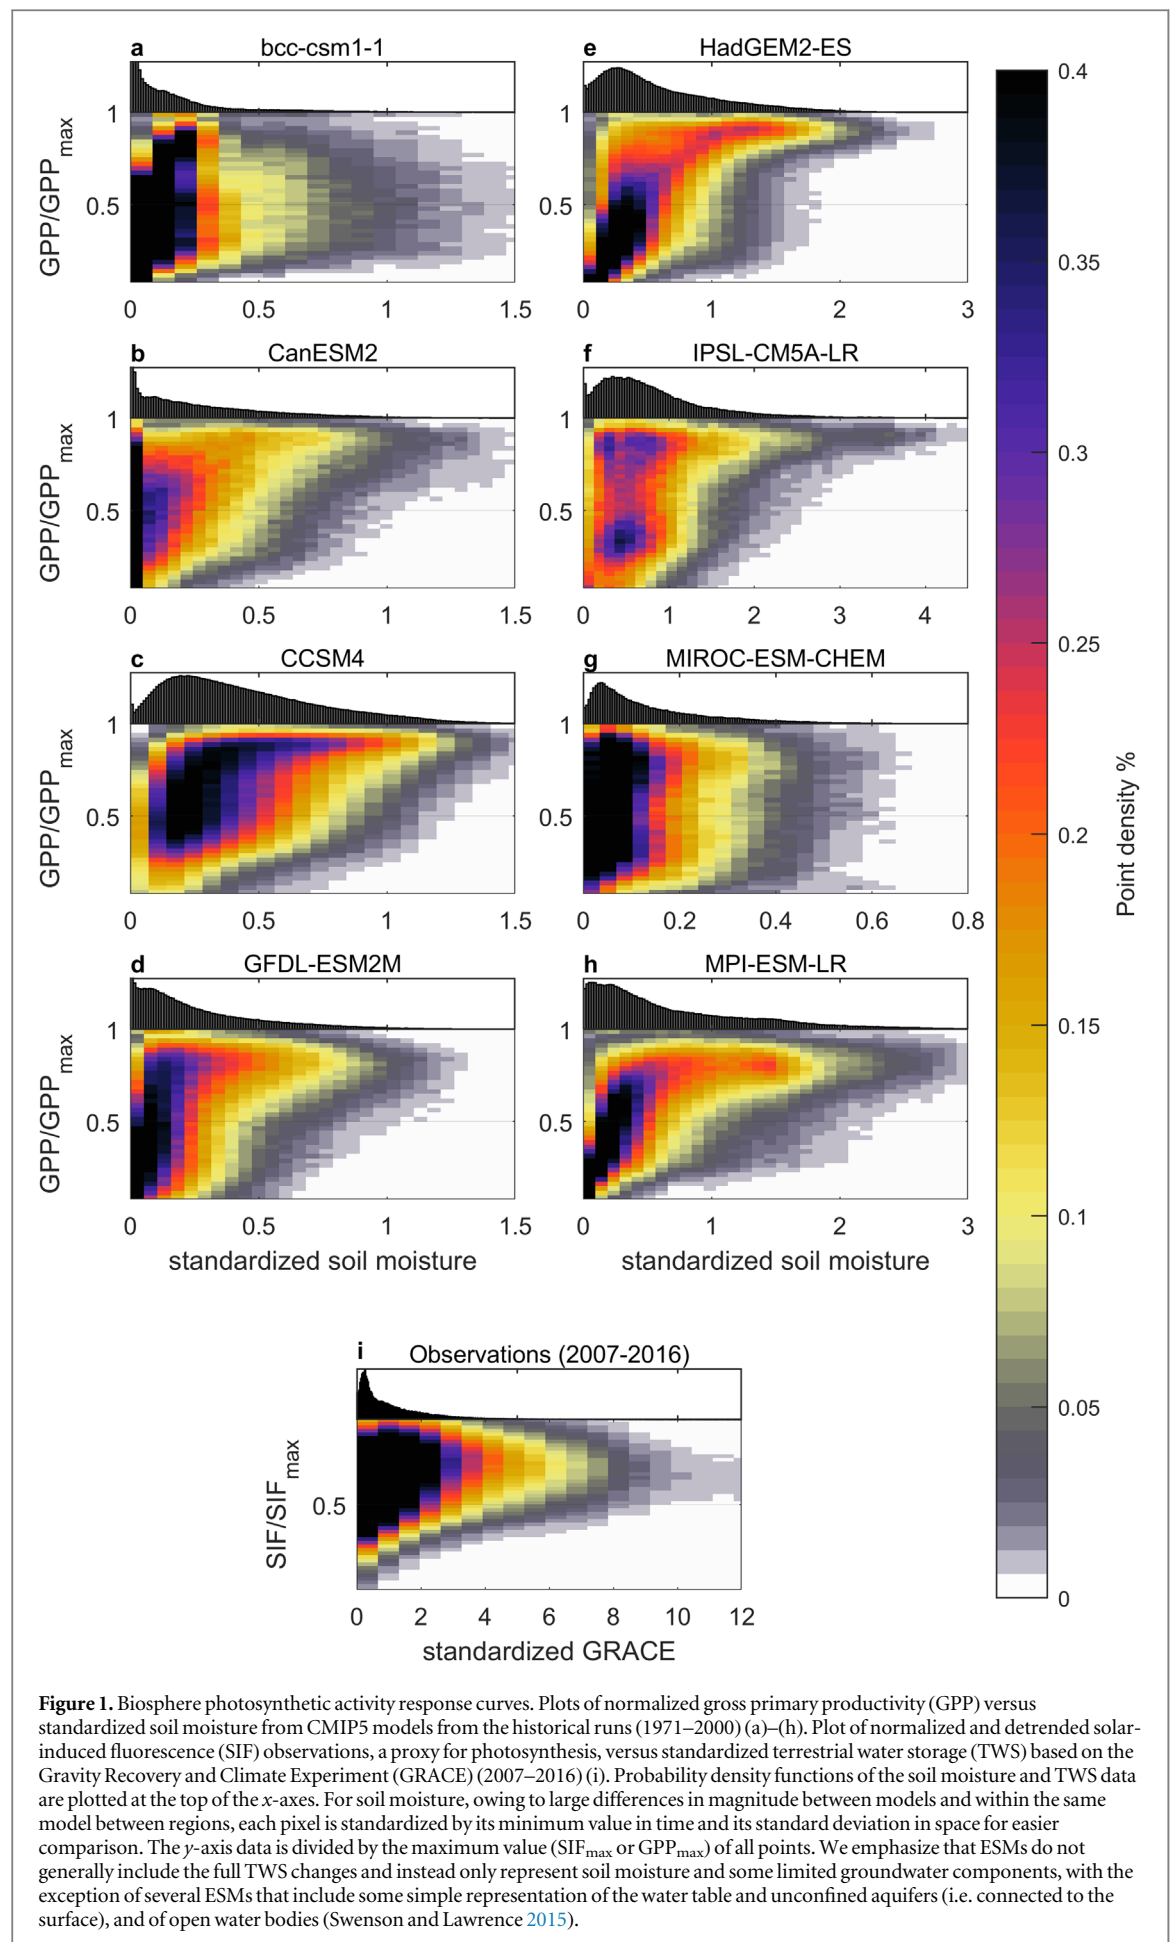 a bcc-csm1-1
1
0.5
GPP/GPPmax
0 0.5 1 1.5
e HadGEM2-ES
1
0.5
0 1 2 3
b CanESM2
1
0.5
GPP/GPPmax
0 0.5 1 1.5
f IPSL-CM5A-LR
1
0.5
0 1 2 3 4
c CCSM4
1
0.5
GPP/GPPmax
0 0.5 1 1.5
g MIROC-ESM-CHEM
1
0.5
0 0.2 0.4 0.6 0.8
d GFDL-ESM2M
1
0.5
GPP/GPPmax
0 0.5 1 1.5
standardized soil moisture
h MPI-ESM-LR
1
0.5
0 1 2 3
standardized soil moisture
0.4
0.35
0.3
0.25
0.2
0.15
0.1
0.05
0
Point density %
i Observations (2007-2016)
0.5
SIF/SIFmax
0 2 4 6 8 10 12
standardized GRACE
Figure 1. Biosphere photosynthetic activity response curves. Plots of normalized gross primary productivity (GPP) versus
standardized soil moisture from CMIP5 models from the historical runs (1971–2000) (a)–(h). Plot of normalized and detrended solar-
induced fluorescence (SIF) observations, a proxy for photosynthesis, versus standardized terrestrial water storage (TWS) based on the
Gravity Recovery and Climate Experiment (GRACE) (2007–2016) (i). Probability density functions of the soil moisture and TWS data
are plotted at the top of the x-axes. For soil moisture, owing to large differences in magnitude between models and within the same
model between regions, each pixel is standardized by its minimum value in time and its standard deviation in space for easier
comparison. The y-axis data is divided by the maximum value (SIFmax or GPPmax) of all points. We emphasize that ESMs do not
generally include the full TWS changes and instead only represent soil moisture and some limited groundwater components, with the
exception of several ESMs that include some simple representation of the water table and unconfined aquifers (i.e. connected to the
surface), and of open water bodies (Swenson and Lawrence 2015).